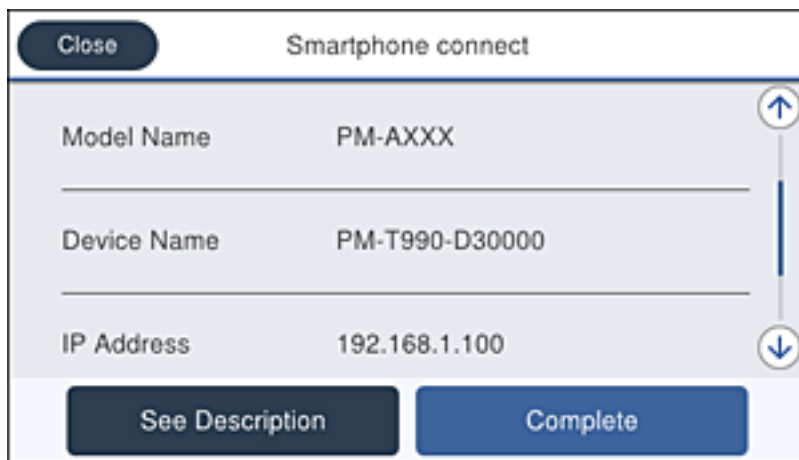 Close Smartphone connect
Model Name PM-AXXX
Device Name PM-T990-D30000
IP Address 192.168.1.100
See Description Complete